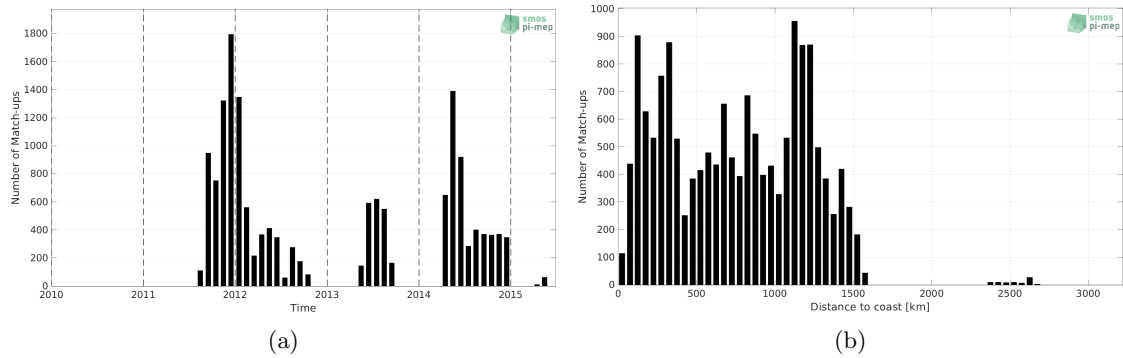 smos
pi-mep
1800
1600
1400
1200
1000
800
600
400
200
0
Number of Match-ups
2010 2011 2012 2013 2014 2015
Time
(a)
smos
pi-mep
1000
900
800
700
600
500
400
300
200
100
0
Number of Match-ups
0 500 1000 1500 2000 2500 3000
Distance to coast [km]
(b)